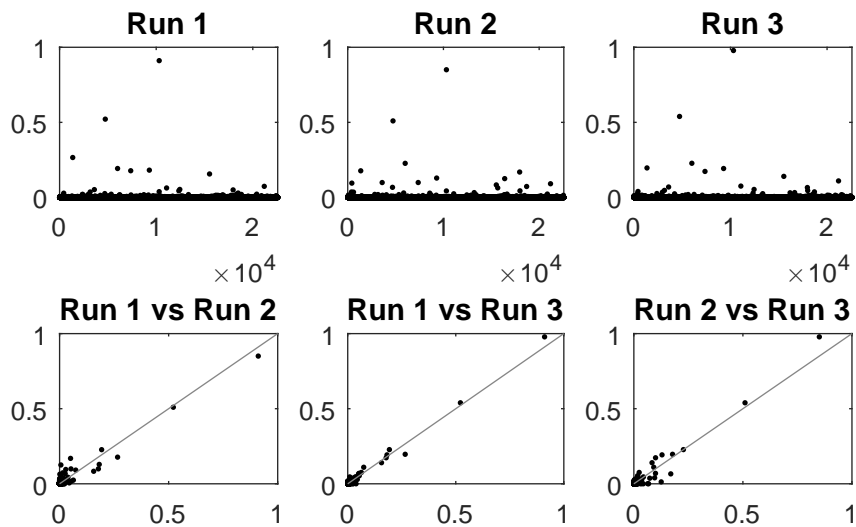 Run 1 Run 2 Run 3
1 1 1
0.5 0.5 0.5
0 0 0
0 1 2 0 1 2 0 1 2
×10^4 ×10^4 ×10^4
Run 1 vs Run 2 Run 1 vs Run 3 Run 2 vs Run 3
1 1 1
0.5 0.5 0.5
0 0 0
0 0.5 1 0 0.5 1 0 0.5 1